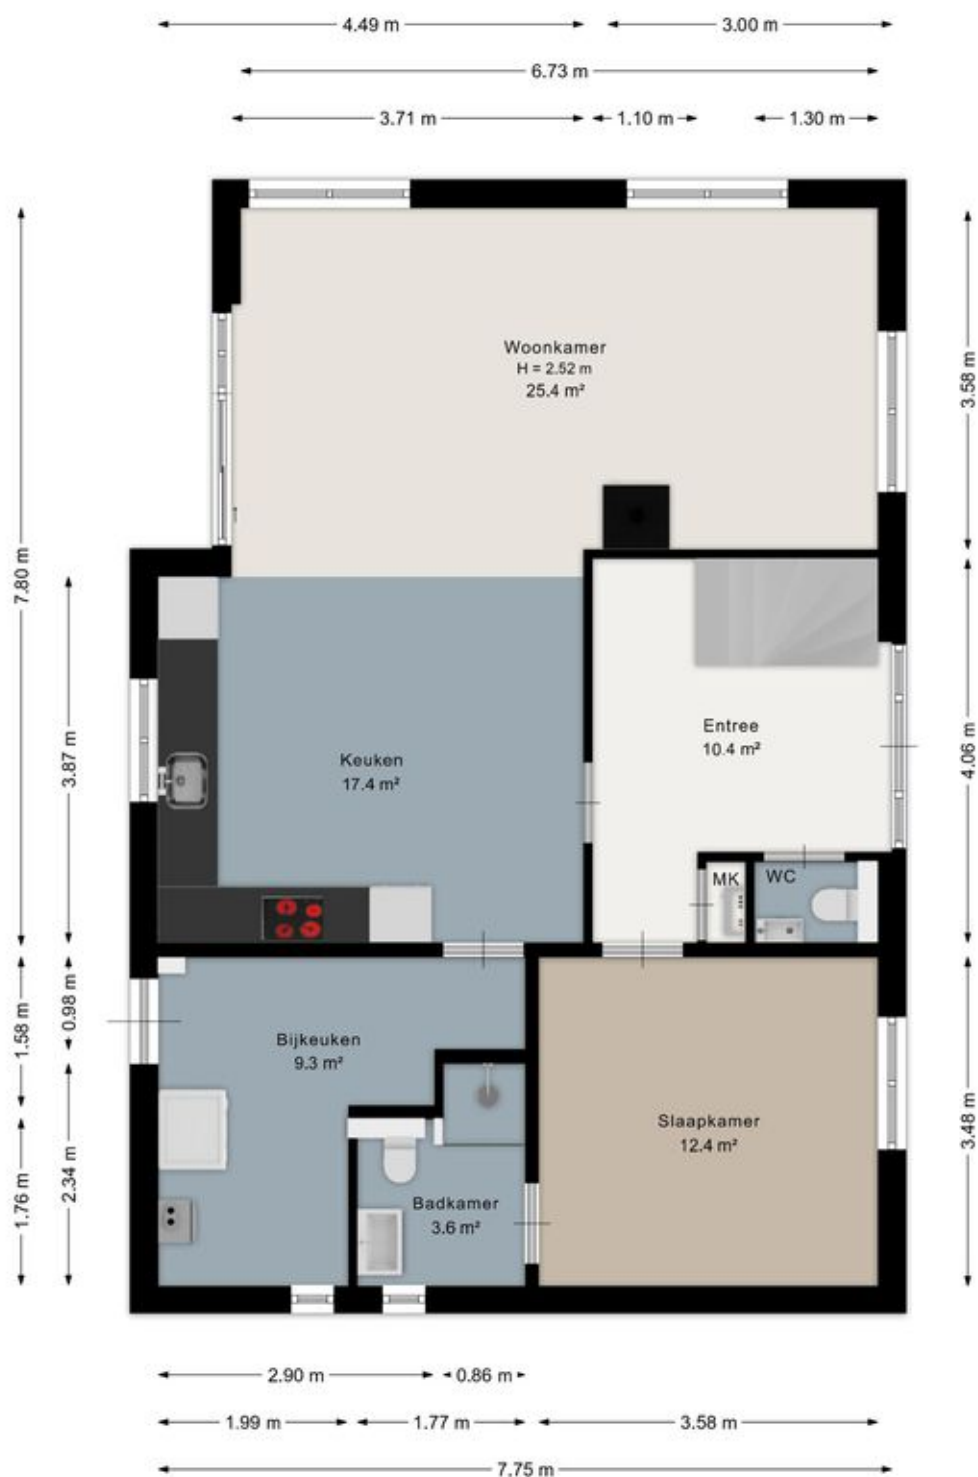 4.49 m
3.00 m
6.73 m
3.71 m
1.10 m
1.30 m
7.80 m
3.58 m
Woonkamer
H = 2.52 m
25.4 m²
3.87 m
4.06 m
Entree
10.4 m²
Keuken
17.4 m²
MK
WC
1.58 m
0.98 m
Bijkeuken
9.3 m²
3.48 m
Slaapkamer
12.4 m²
1.76 m
2.34 m
Badkamer
3.6 m²
2.90 m
0.86 m
1.99 m
1.77 m
3.58 m
7.75 m